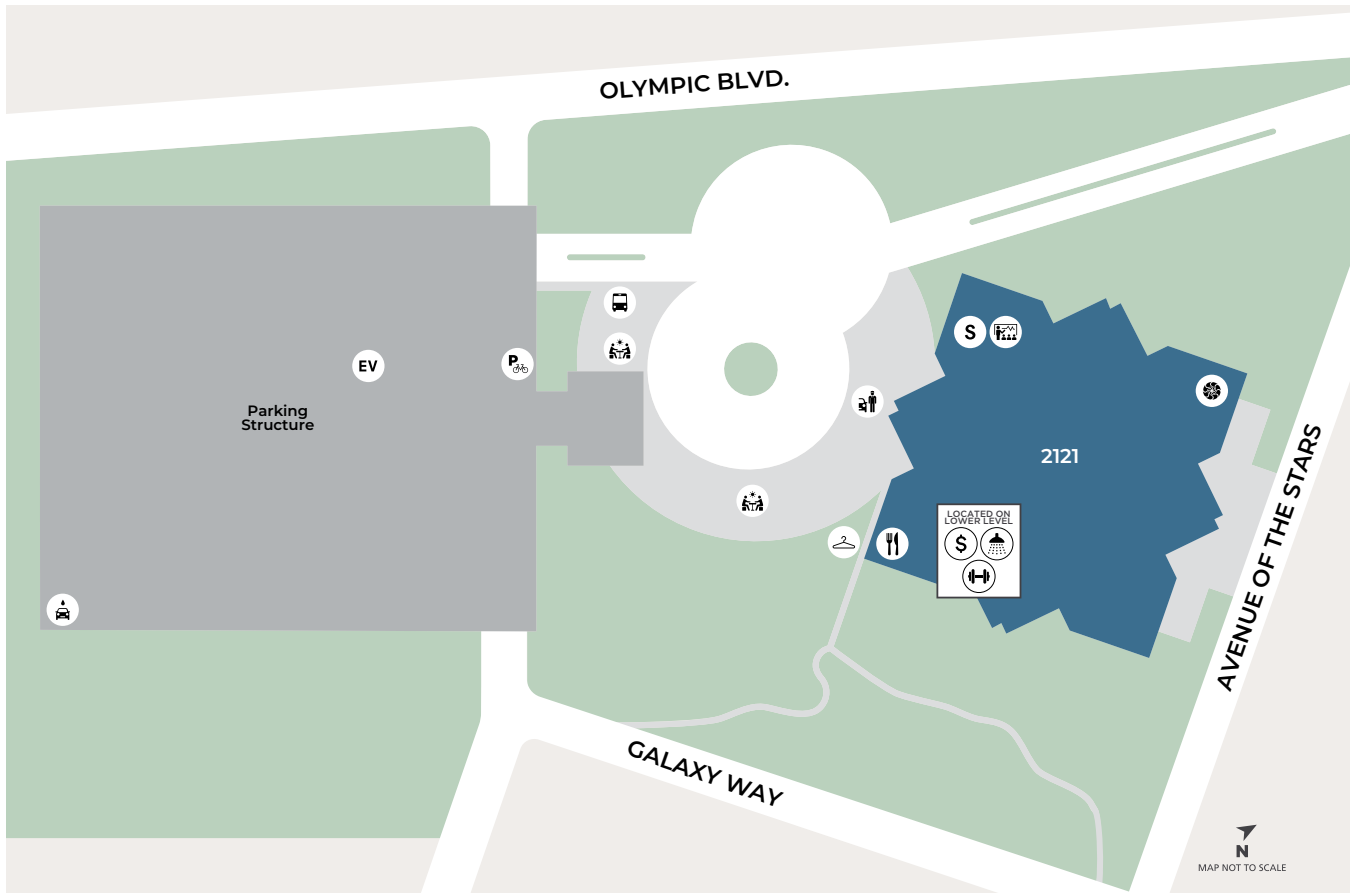 OLYMPIC BLVD.
S
EV
P
Parking
Structure
2121
LOCATED ON
LOWER LEVEL
$
AVENUE OF THE STARS
GALAXY WAY
N
MAP NOT TO SCALE